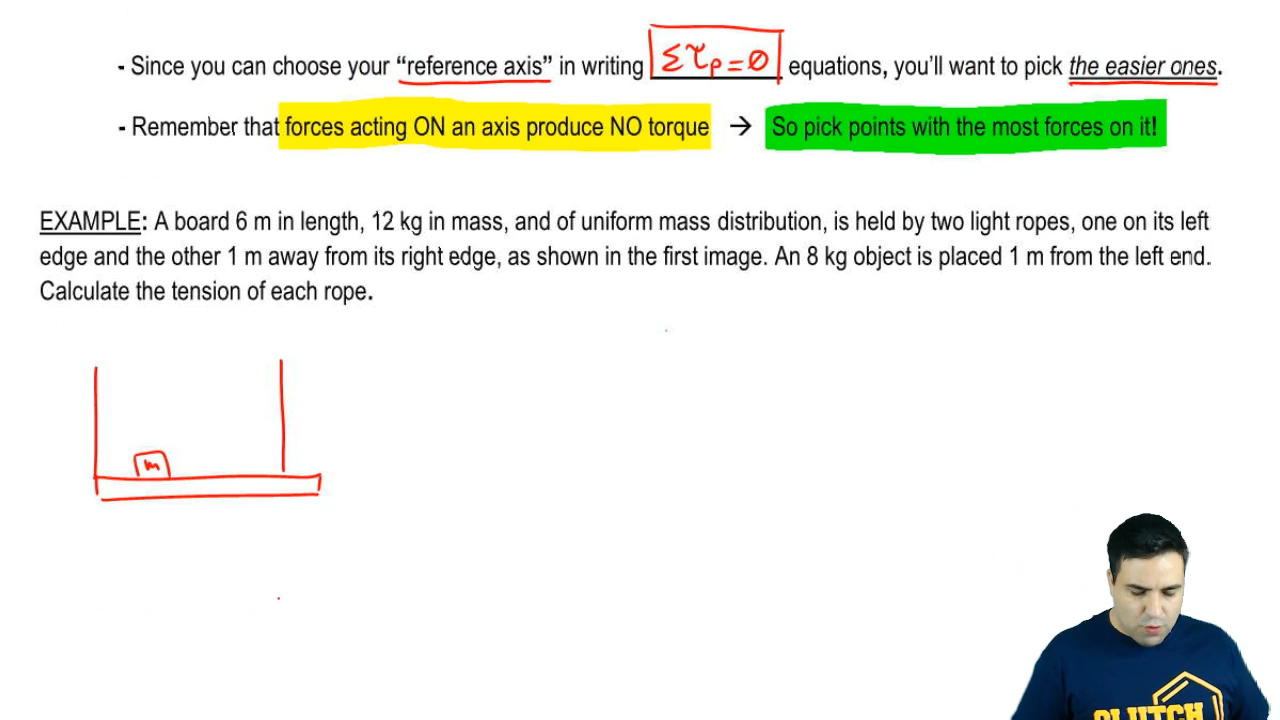 - Since you can choose your “reference axis” in writing Στp=0 equations, you’ll want to pick the easier ones.
- Remember that forces acting ON an axis produce NO torque → So pick points with the most forces on it!
EXAMPLE: A board 6 m in length, 12 kg in mass, and of uniform mass distribution, is held by two light ropes, one on its left
edge and the other 1 m away from its right edge, as shown in the first image. An 8 kg object is placed 1 m from the left end.
Calculate the tension of each rope.
m
CLUTCH